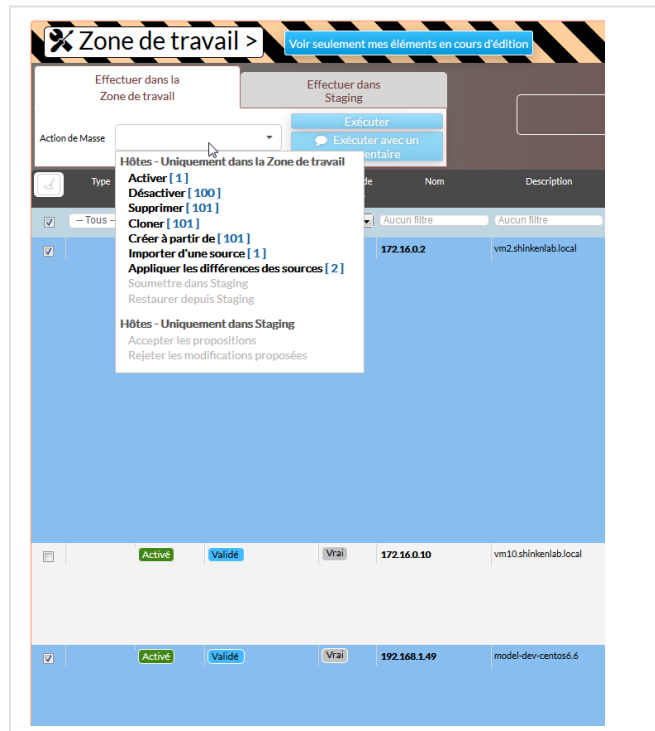 Zone de travail >
Voir seulement mes éléments en cours d'édition
Effectuer dans la
Zone de travail
Effectuer dans
Staging
Action de Masse
Exécuter
Exécuter avec un
Hôtes - Uniquement dans la Zone de travail
Activer [ 1 ]
Désactiver [ 100 ]
Supprimer [ 101 ]
Cloner [ 101 ]
Créer à partir de [ 101 ]
Importer d'une source [ 1 ]
Appliquer les différences des sources [ 2 ]
Soumettre dans Staging
Restaurer depuis Staging
Hôtes - Uniquement dans Staging
Accepter les propositions
Rejeter les modifications proposées
Type
Nom
Description
-- Tous --
Aucun filtre
Aucun filtre
172.16.0.2
vm2.shinkenlab.local
Activé
Validé
Vrai
172.16.0.10
vm10.shinkenlab.local
Activé
Validé
Vrai
192.168.1.49
model-dev-centos6.6